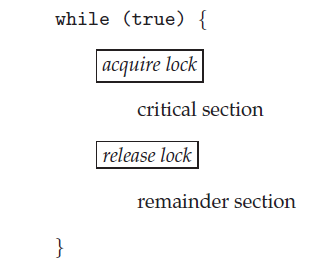 while (true) {
acquire lock
critical section
release lock
remainder section
}